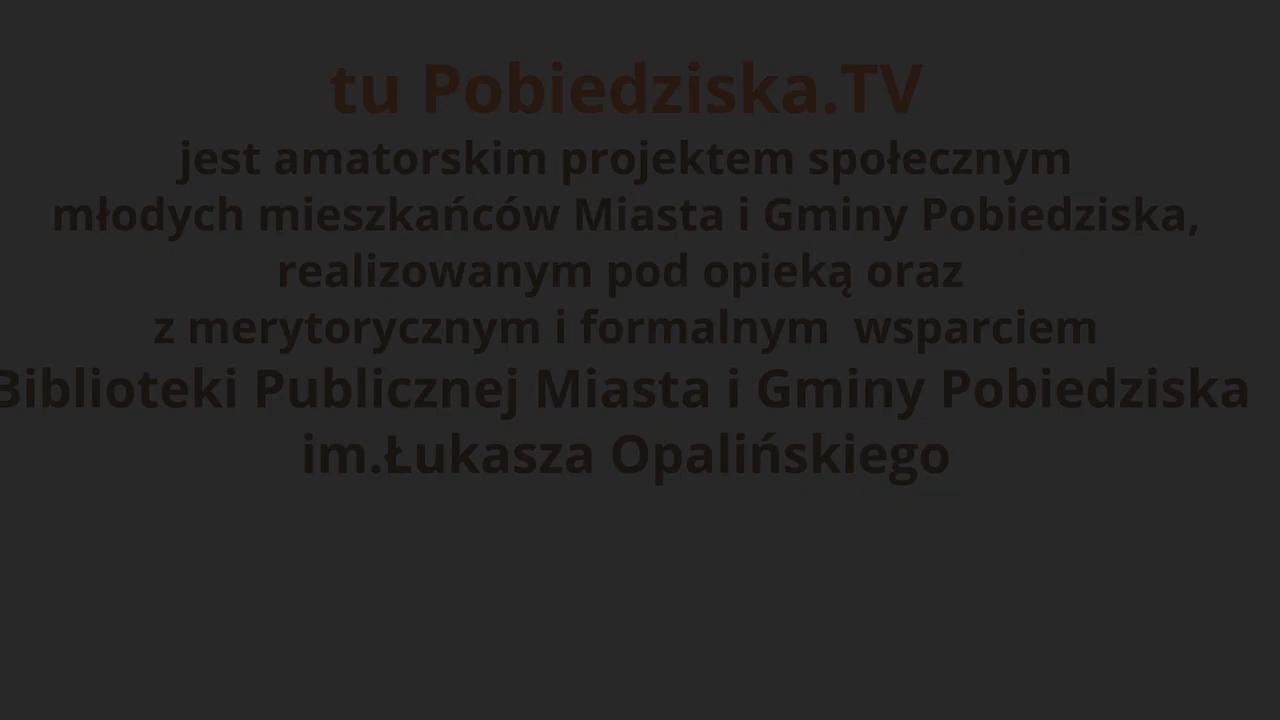 tu Pobiedziska.TV
jest amatorskim projektem społecznym
młodych mieszkańców Miasta i Gminy Pobiedziska,
realizowanym pod opieką oraz
z merytorycznym i formalnym  wsparciem
Biblioteki Publicznej Miasta i Gminy Pobiedziska
im.Łukasza Opalińskiego